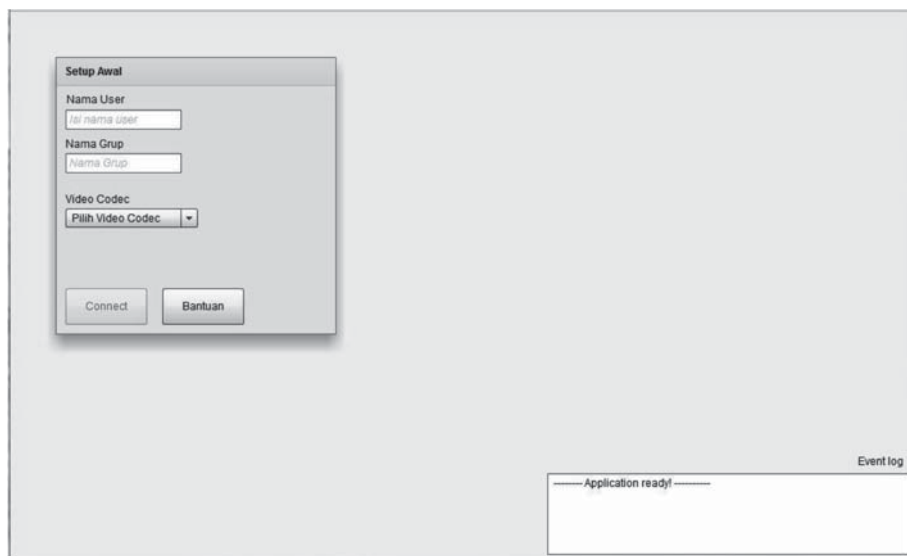 Setup Awal
Nama User
Isi nama user
Nama Grup
Nama Grup
Video Codec
Pilih Video Codec
Connect Bantuan
Event log
-------- Application ready! ----------